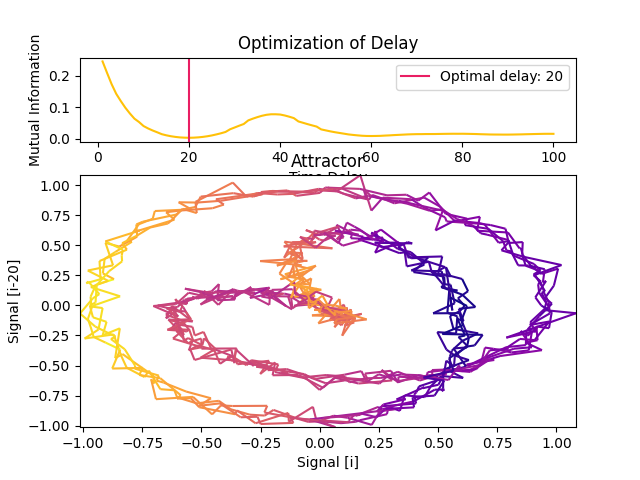 Optimization of Delay
Mutual Information
0.2
0.1
0.0
Optimal delay: 20
0 20 40 60 80 100
Time Delay
Attractor
Signal [i-20]
1.00
0.75
0.50
0.25
0.00
−0.25
−0.50
−0.75
−1.00
−1.00 −0.75 −0.50 −0.25 0.00 0.25 0.50 0.75 1.00
Signal [i]